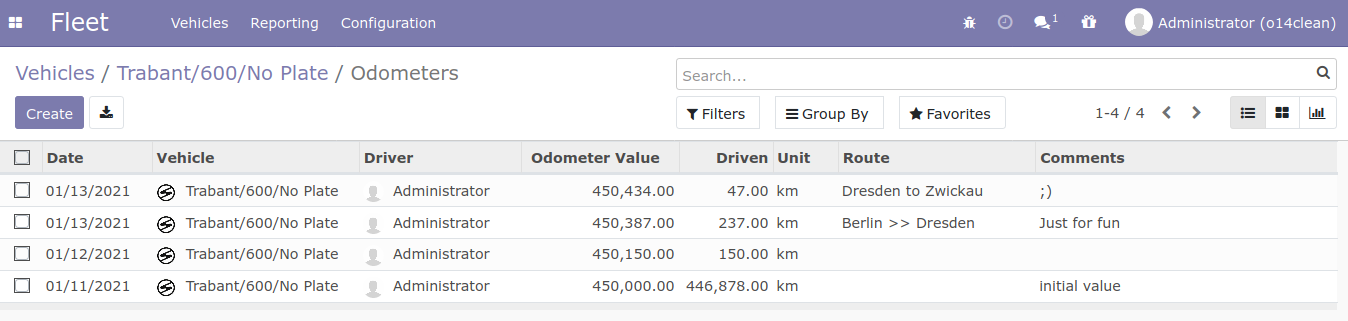 Fleet Vehicles Reporting Configuration 1 Administrator (o14clean)
Vehicles / Trabant/600/No Plate / Odometers Search...
Create Filters Group By Favorites 1-4 / 4
Date Vehicle Driver Odometer Value Driven Unit Route Comments
01/13/2021 Trabant/600/No Plate Administrator 450,434.00 47.00 km Dresden to Zwickau ;)
01/13/2021 Trabant/600/No Plate Administrator 450,387.00 237.00 km Berlin >> Dresden Just for fun
01/12/2021 Trabant/600/No Plate Administrator 450,150.00 150.00 km
01/11/2021 Trabant/600/No Plate Administrator 450,000.00 446,878.00 km initial value